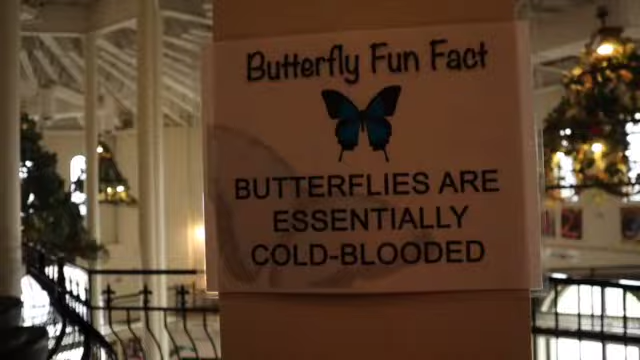 Butterfly Fun Fact
BUTTERFLIES ARE
ESSENTIALLY
COLD-BLOODED